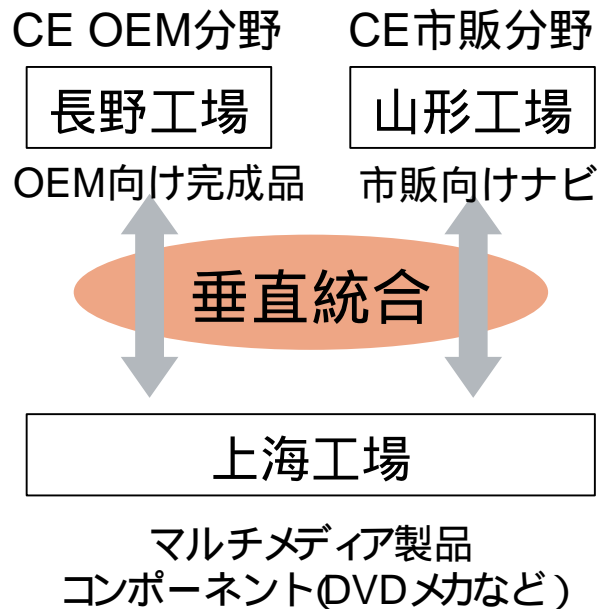 CE OEM分野 CE市販分野
長野工場 山形工場
OEM向け完成品 市販向けナビ
垂直統合
上海工場
マルチメディア製品
コンポーネント(DVDメカなど)